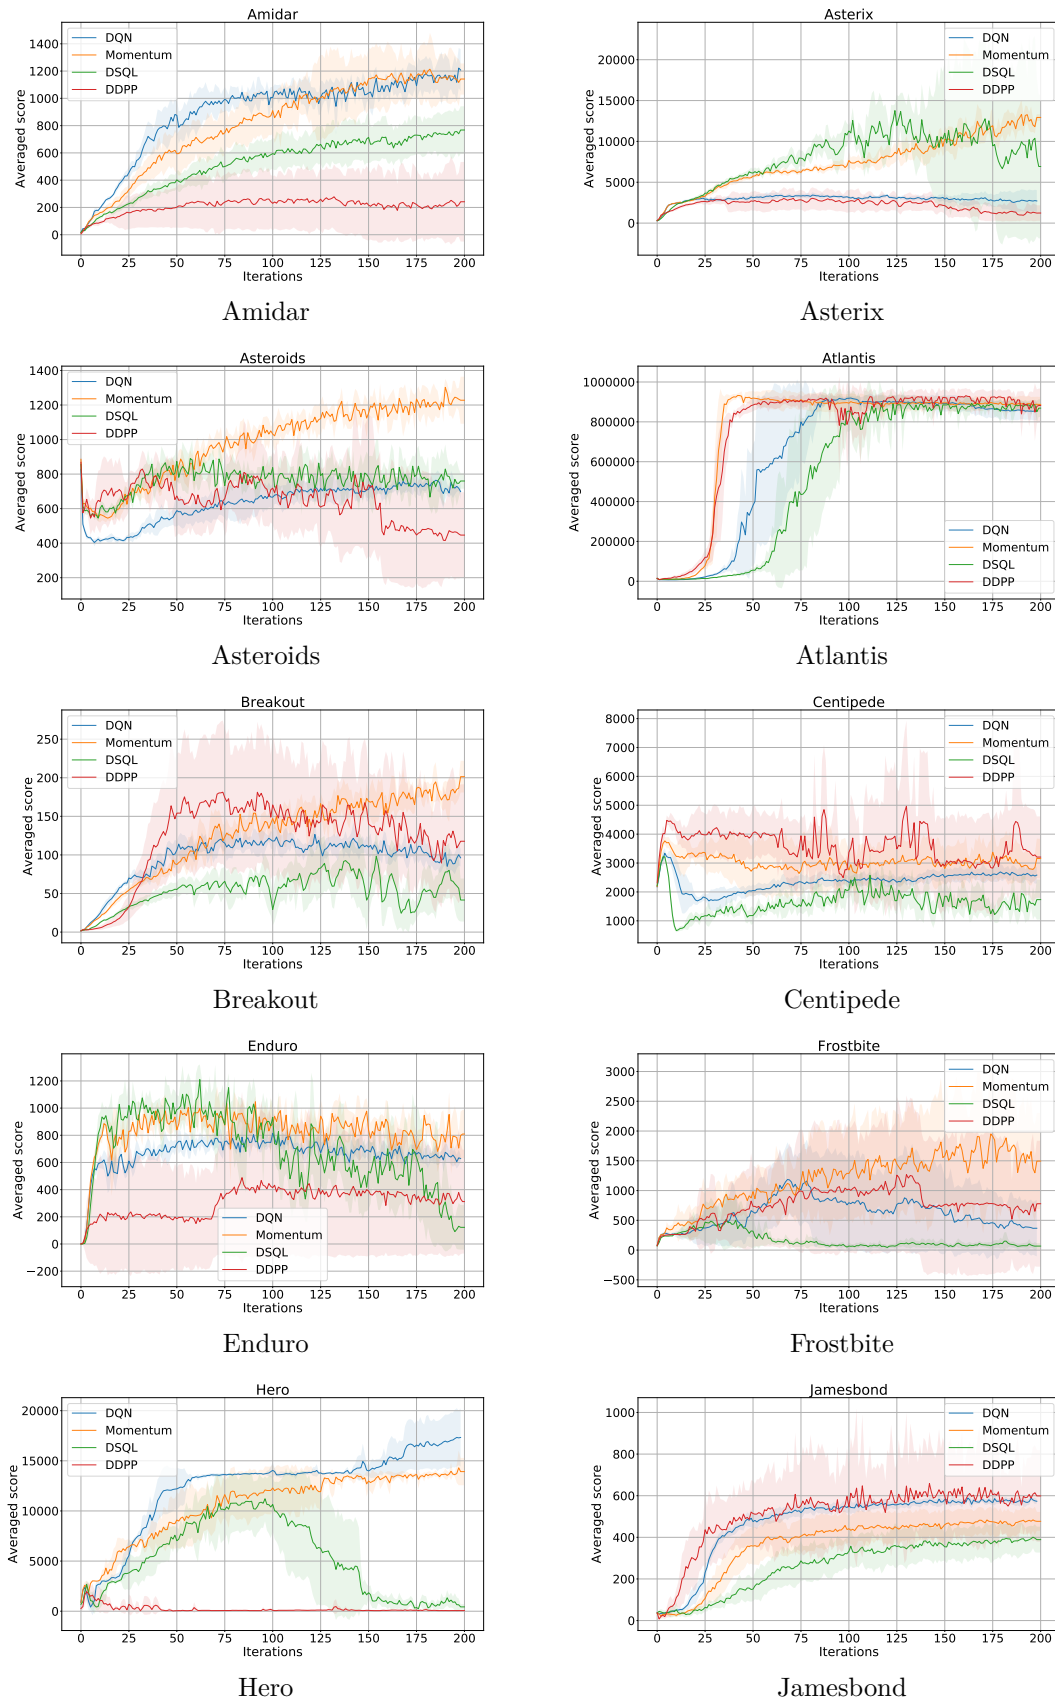 Amidar
DQN
Momentum
DSQL
DDPP
Averaged score
1400
1200
1000
800
600
400
200
0
0 25 50 75 100 125 150 175 200
Iterations
Amidar
Asterix
DQN
Momentum
DSQL
DDPP
Averaged score
20000
15000
10000
5000
0
0 25 50 75 100 125 150 175 200
Iterations
Asterix
Asteroids
DQN
Momentum
DSQL
DDPP
Averaged score
1400
1200
1000
800
600
400
200
0 25 50 75 100 125 150 175 200
Iterations
Asteroids
Atlantis
DQN
Momentum
DSQL
DDPP
Averaged score
1000000
800000
600000
400000
200000
0
0 25 50 75 100 125 150 175 200
Iterations
Atlantis
Breakout
DQN
Momentum
DSQL
DDPP
Averaged score
250
200
150
100
50
0
0 25 50 75 100 125 150 175 200
Iterations
Breakout
Centipede
DQN
Momentum
DSQL
DDPP
Averaged score
8000
7000
6000
5000
4000
3000
2000
1000
0 25 50 75 100 125 150 175 200
Iterations
Centipede
Enduro
DQN
Momentum
DSQL
DDPP
Averaged score
1200
1000
800
600
400
200
0
−200
0 25 50 75 100 125 150 175 200
Iterations
Enduro
Frostbite
DQN
Momentum
DSQL
DDPP
Averaged score
3000
2500
2000
1500
1000
500
0
−500
0 25 50 75 100 125 150 175 200
Iterations
Frostbite
Hero
DQN
Momentum
DSQL
DDPP
Averaged score
20000
15000
10000
5000
0
0 25 50 75 100 125 150 175 200
Iterations
Hero
Jamesbond
DQN
Momentum
DSQL
DDPP
Averaged score
1000
800
600
400
200
0
0 25 50 75 100 125 150 175 200
Iterations
Jamesbond